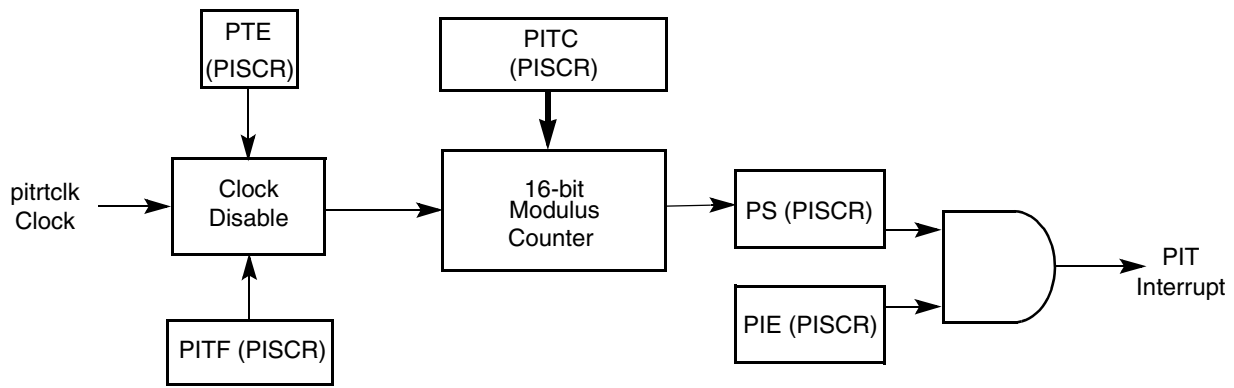 PTE
(PISCR)
PITC
(PISCR)
pitrtclk
Clock
Clock
Disable
16-bit
Modulus
Counter
PS (PISCR)
PIE (PISCR)
PIT
Interrupt
PITF (PISCR)